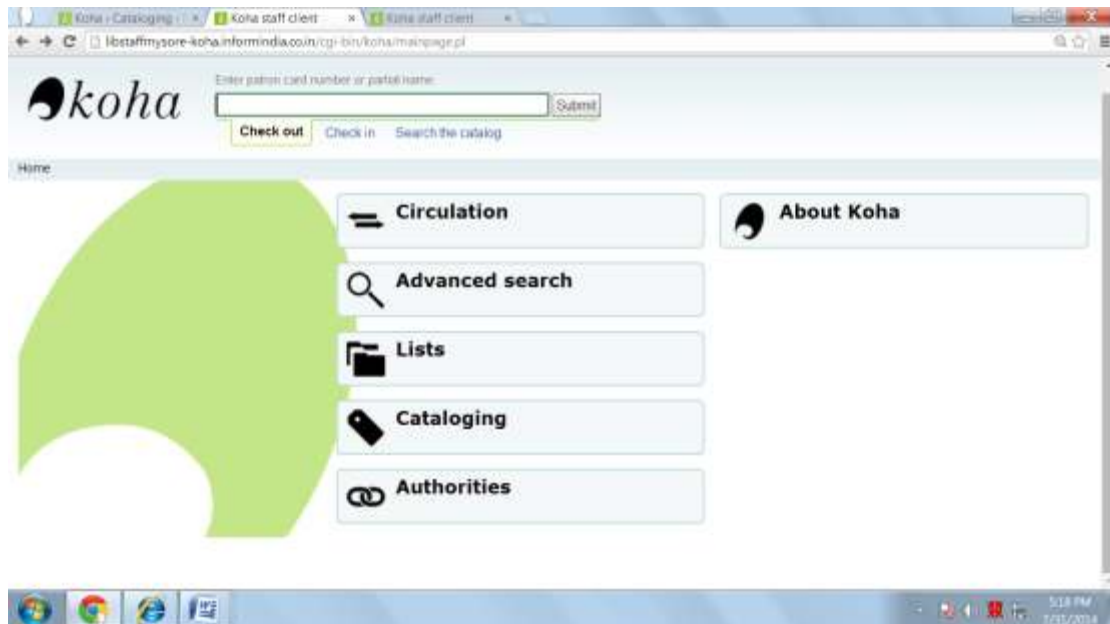 Koha › Cataloging ›
Koha staff client
Koha staff client
libstaffmysore-koha.informindia.co.in/cgi-bin/koha/mainpage.pl
koha
Enter patron card number or partial name:
Submit
Check out Check in Search the catalog
Home
Circulation
About Koha
Advanced search
Lists
Cataloging
Authorities
5:18 PM